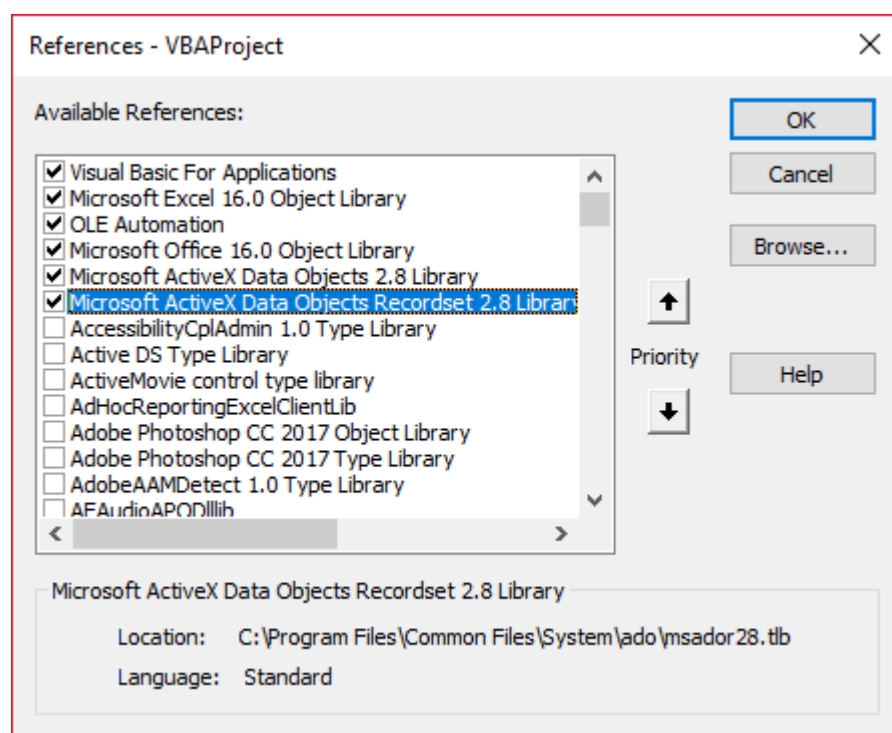 References - VBAProject
Available References:
OK
Visual Basic For Applications
Cancel
Microsoft Excel 16.0 Object Library
OLE Automation
Microsoft Office 16.0 Object Library
Browse...
Microsoft ActiveX Data Objects 2.8 Library
Microsoft ActiveX Data Objects Recordset 2.8 Library
AccessibilityCplAdmin 1.0 Type Library
Active DS Type Library
Priority
ActiveMovie control type library
Help
AdHocReportingExcelClientLib
Adobe Photoshop CC 2017 Object Library
Adobe Photoshop CC 2017 Type Library
AdobeAAMDetect 1.0 Type Library
Microsoft ActiveX Data Objects Recordset 2.8 Library
Location: C:\Program Files\Common Files\System\ado\msador28.tlb
Language: Standard